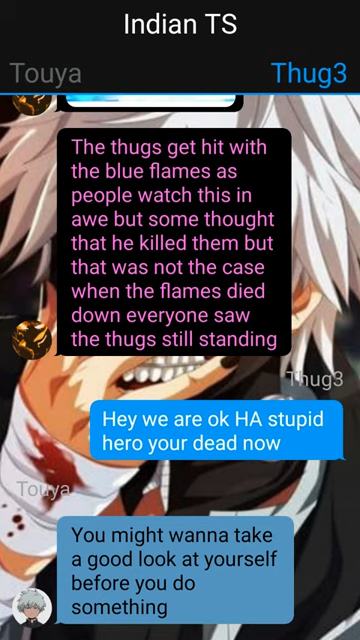 Indian TS
Touya
Thug3
The thugs get hit with
the blue flames as
people watch this in
awe but some thought
that he killed them but
that was not the case
when the flames died
down everyone saw
the thugs still standing
Thug3
Hey we are ok HA stupid
hero your dead now
Touya
You might wanna take
a good look at yourself
before you do
something